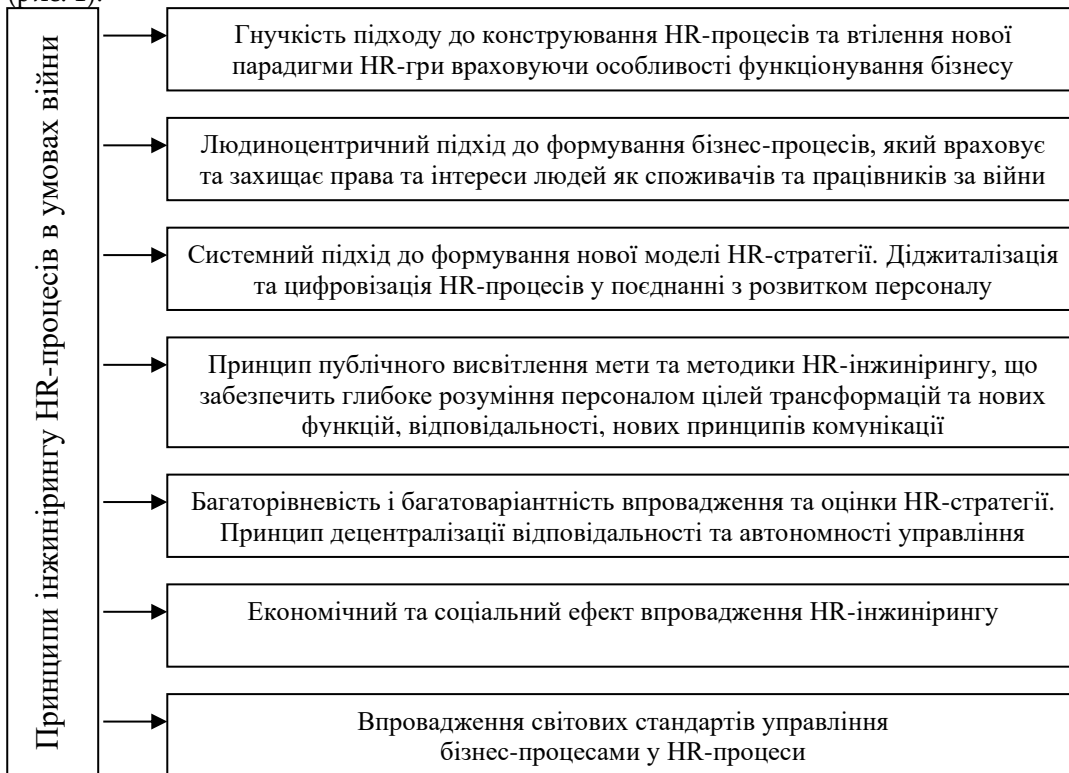 (рис. 1).
Принципи інжинірингу HR-процесів в умовах війни
Гнучкість підходу до конструювання HR-процесів та втілення нової
парадигми HR-гри враховуючи особливості функціонування бізнесу
Людиноцентричний підхід до формування бізнес-процесів, який враховує
та захищає права та інтереси людей як споживачів та працівників за війни
Системний підхід до формування нової моделі HR-стратегії. Діджиталізація
та цифровізація HR-процесів у поєднанні з розвитком персоналу
Принцип публічного висвітлення мети та методики HR-інжинірингу, що
забезпечить глибоке розуміння персоналом цілей трансформацій та нових
функцій, відповідальності, нових принципів комунікації
Багаторівневість і багатоваріантність впровадження та оцінки HR-стратегії.
Принцип децентралізації відповідальності та автономності управління
Економічний та соціальний ефект впровадження HR-інжинірингу
Впровадження світових стандартів управління
бізнес-процесами у HR-процеси